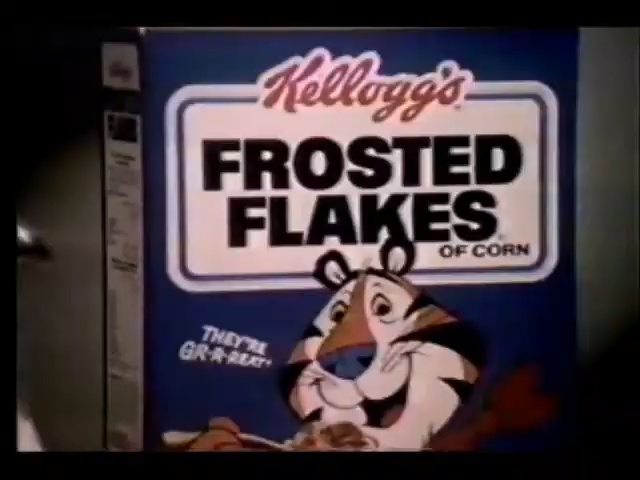 Kellogg's
FROSTED
FLAKES
OF CORN
THEY'RE
GR-R-REAT!